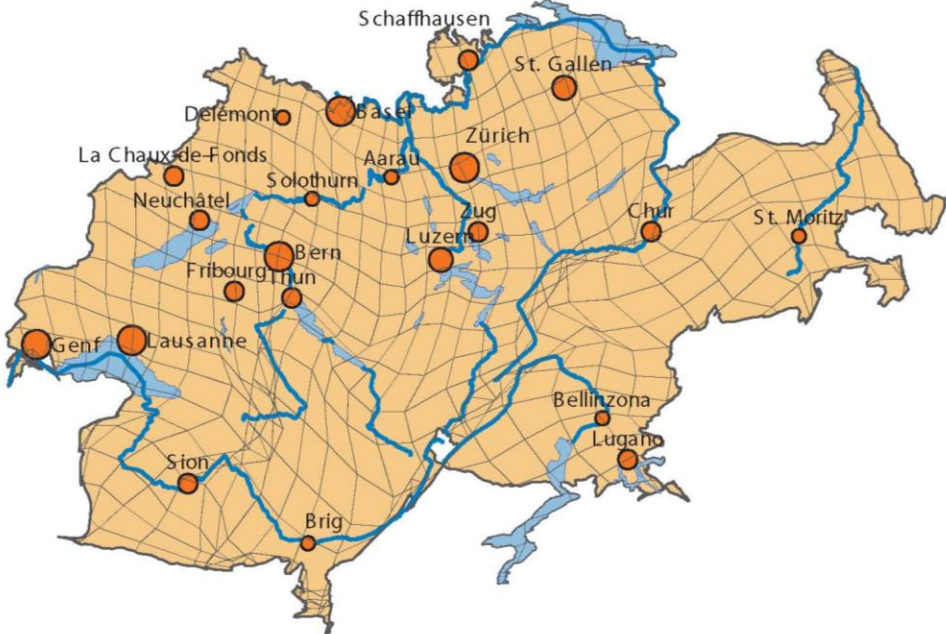 Schaffhausen
St. Gallen
Delémont
Basel
Zürich
La Chaux-de-Fonds
Aarau
Solothurn
Neuchâtel
Zug
Chur
St. Moritz
Luzern
Bern
Fribourg
Thun
Genf
Lausanne
Bellinzona
Lugano
Sion
Brig